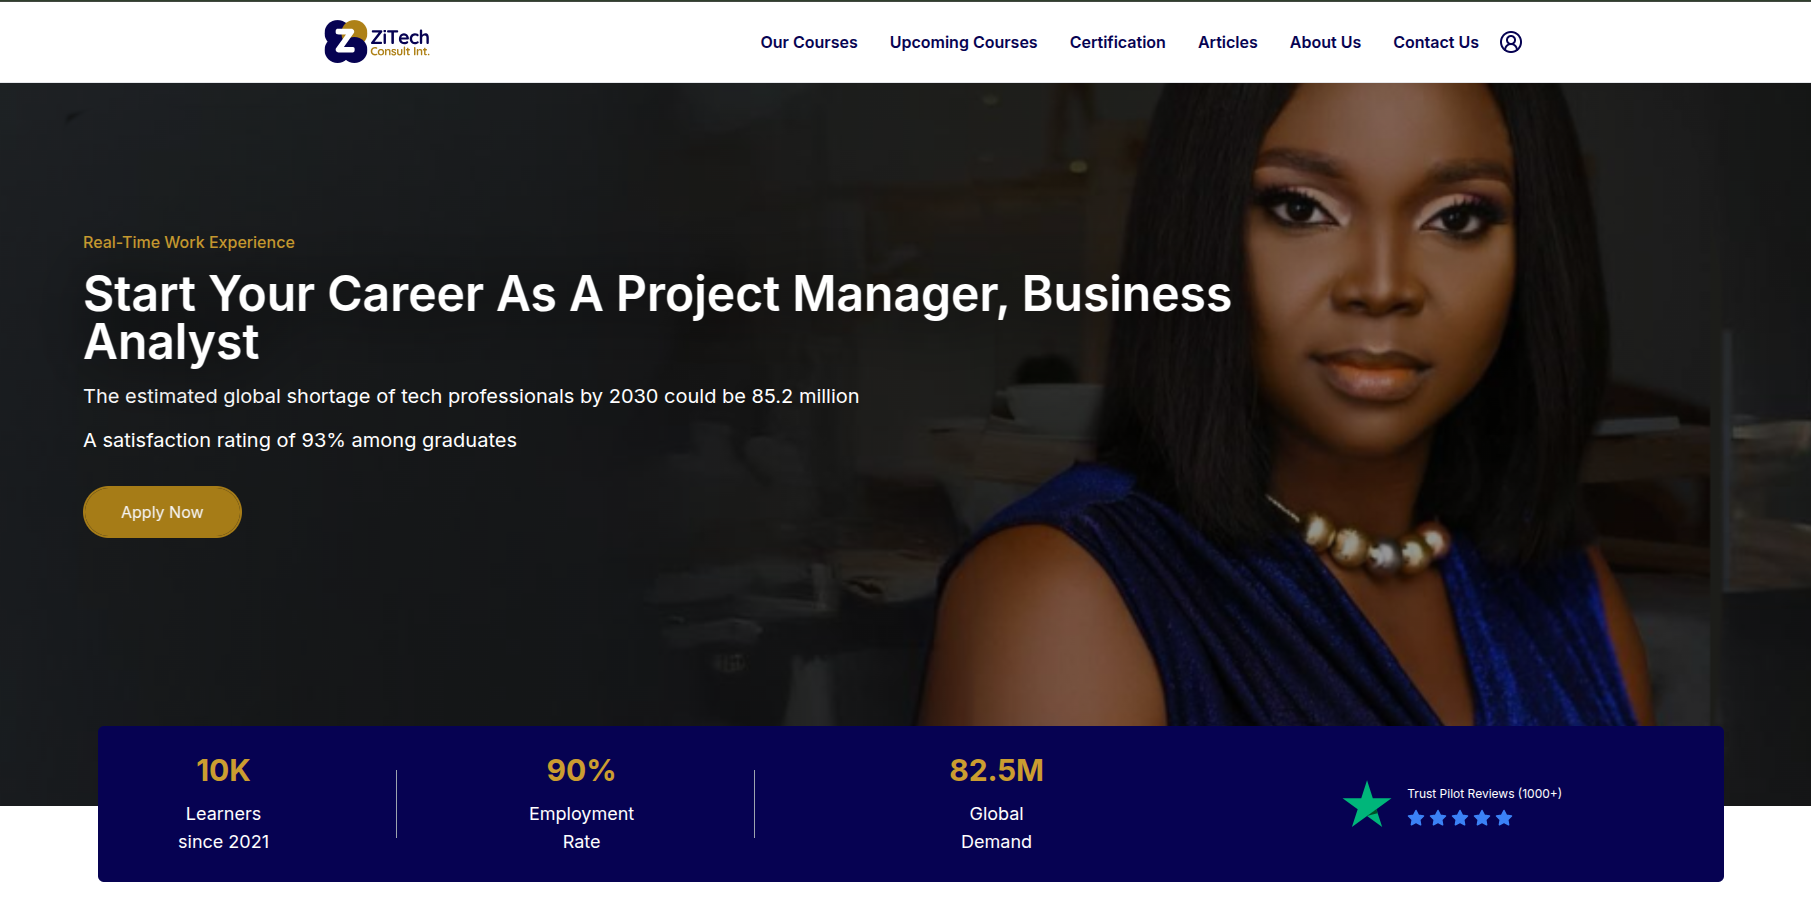 ZiTech
Consult Int.
Our Courses
Upcoming Courses
Certification
Articles
About Us
Contact Us
Real-Time Work Experience
Start Your Career As A Project Manager, Business
Analyst
The estimated global shortage of tech professionals by 2030 could be 85.2 million
A satisfaction rating of 93% among graduates
Apply Now
10K
Learners
since 2021
90%
Employment
Rate
82.5M
Global
Demand
Trust Pilot Reviews (1000+)